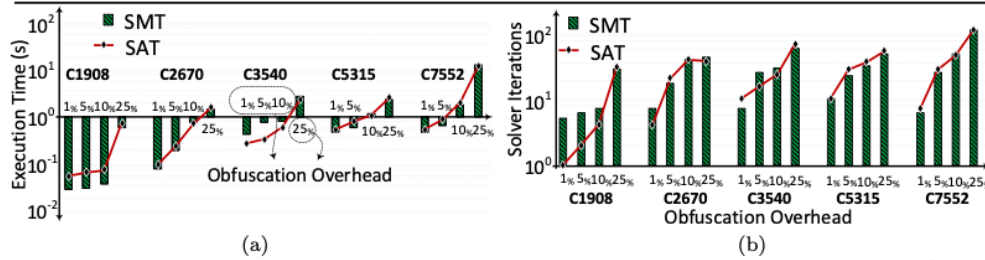 SMT
SAT
Execution Time (s)
10²
10¹
10⁰
10⁻¹
10⁻²
C1908 C2670 C3540 C5315 C7552
1% 5% 10% 25%
1% 5% 10%
25%
1% 5% 10%
25%
1% 5%
10% 25%
1% 5%
10% 25%
Obfuscation Overhead
(a)
SMT
SAT
Solver Iterations
10²
10¹
10⁰
1% 5% 10% 25% 1% 5% 10% 25% 1% 5% 10% 25% 1% 5% 10% 25% 1% 5% 10% 25%
C1908 C2670 C3540 C5315 C7552
Obfuscation Overhead
(b)